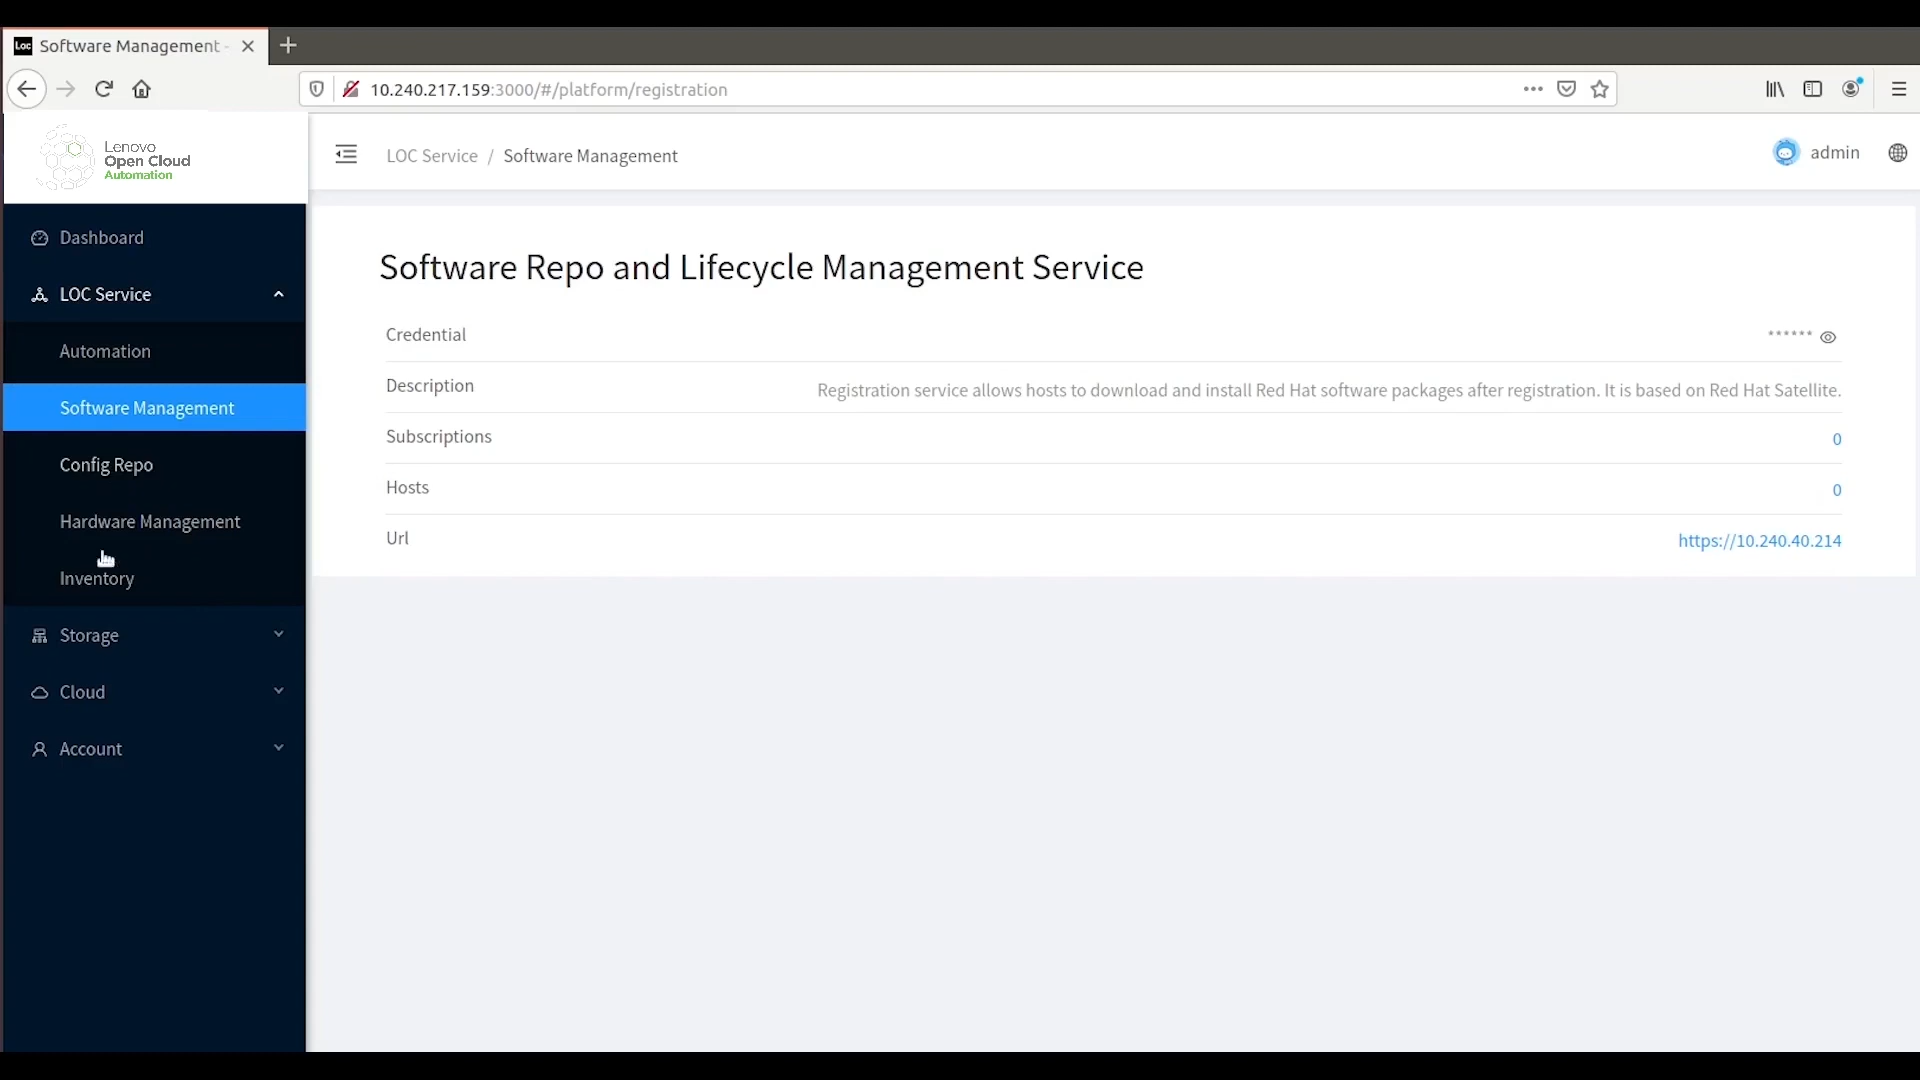 Loc Software Management -
10.240.217.159:3000/#/platform/registration
Lenovo
Open Cloud
Automation
LOC Service / Software Management
admin
Dashboard
LOC Service
Automation
Software Management
Config Repo
Hardware Management
Inventory
Storage
Cloud
Account
Software Repo and Lifecycle Management Service
Credential ******
Description Registration service allows hosts to download and install Red Hat software packages after registration. It is based on Red Hat Satellite.
Subscriptions 0
Hosts 0
Url https://10.240.40.214